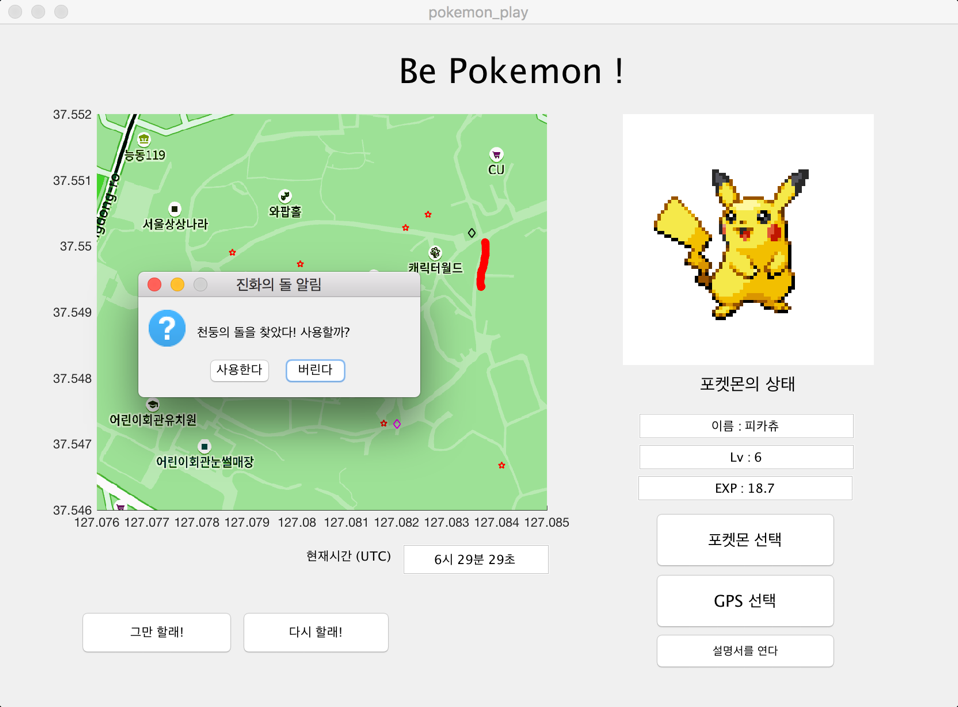 pokemon_play
Be Pokemon !
37.552
37.551
37.55
37.549
37.548
37.547
37.546
127.076 127.077 127.078 127.079 127.08 127.081 127.082 127.083 127.084 127.085
능동119
CU
와팝홀
서울상상나라
캐릭터월드
어린이회관유치원
어린이회관눈썰매장
진화의 돌 알림
천둥의 돌을 찾았다! 사용할까?
사용한다
버린다
현재시간 (UTC)
6시 29분 29초
그만 할래!
다시 할래!
포켓몬의 상태
이름 : 피카츄
Lv : 6
EXP : 18.7
포켓몬 선택
GPS 선택
설명서를 연다